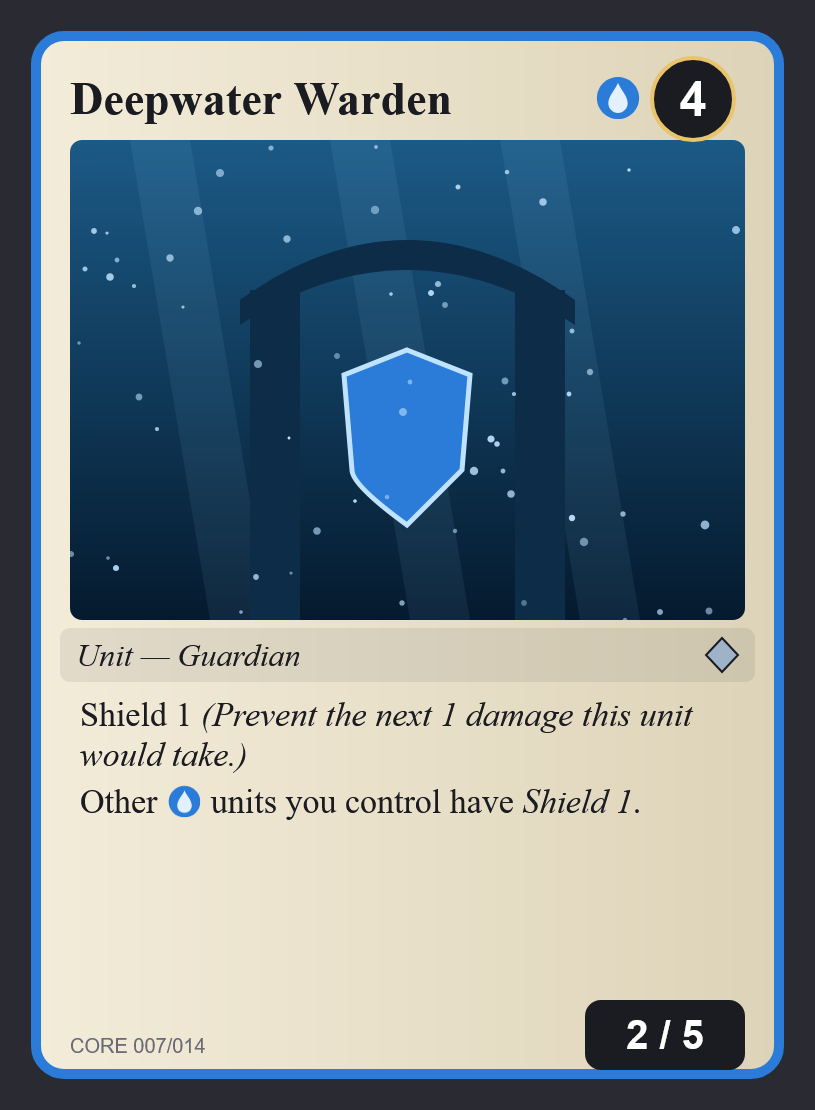 Deepwater Warden
4
Unit — Guardian
Shield 1 (Prevent the next 1 damage this unit
would take.)
Other units you control have Shield 1.
CORE 007/014
2 / 5